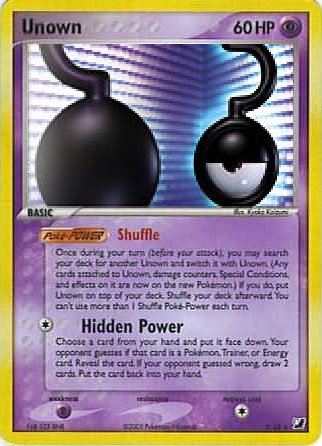 Unown 60 HP
Illus. Kyoko Koizumi
BASIC
Poké-POWER Shuffle
Once during your turn (before your attack), you may search
your deck for another Unown and switch it with Unown. (Any
cards attached to Unown, damage counters, Special Conditions,
and effects on it are now on the new Pokémon.) If you do, put
Unown on top of your deck. Shuffle your deck afterward. You
can't use more than 1 Shuffle Poké-Power each turn.
Hidden Power
Choose a card from your hand and put it face down. Your
opponent guesses if that card is a Pokémon, Trainer, or Energy
card. Reveal the card. If your opponent guessed wrong, draw
2 cards. Put the card back into your hand.
weakness resistance retreat cost
©2005 Pokémon/Nintendo